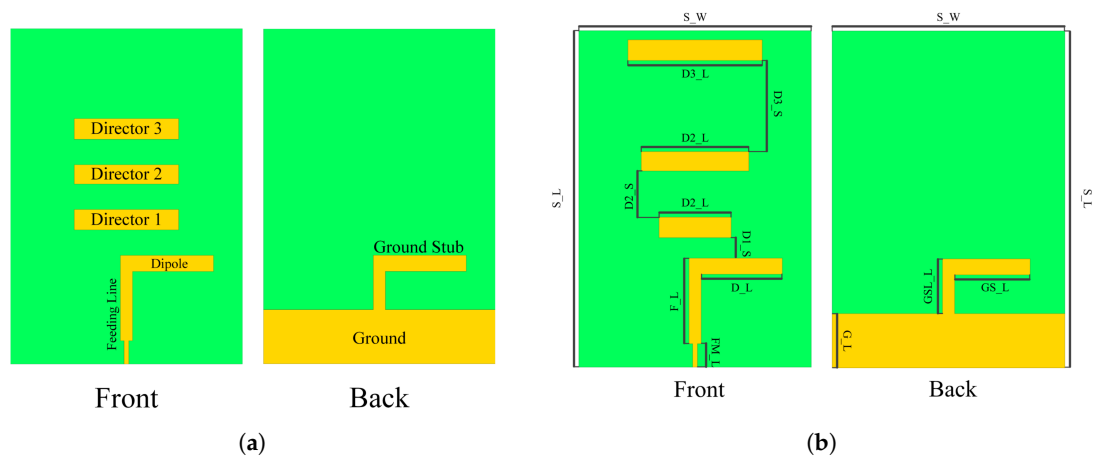 Director 3
Director 2
Director 1
Dipole
Feeding Line
Front
Ground Stub
Ground
Back
(a)
S_W
S_L
D3_L
D3_S
D2_L
D2_S
D2_L
D1_S
D_L
F_L
FM_L
Front
S_W
S_L
GSL_L
GS_L
G_L
Back
(b)